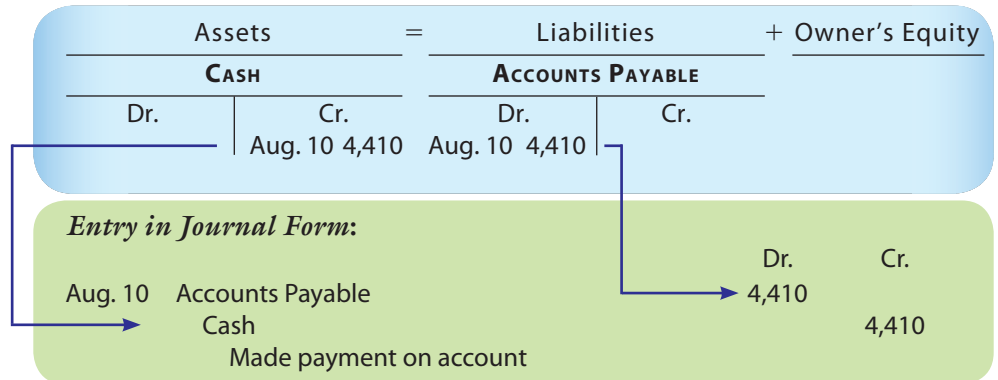 Assets = Liabilities + Owner's Equity
CASH ACCOUNTS PAYABLE
Dr. Cr. Dr. Cr.
Aug. 10 4,410 Aug. 10 4,410
Entry in Journal Form:
Dr. Cr.
Aug. 10 Accounts Payable 4,410
Cash 4,410
Made payment on account